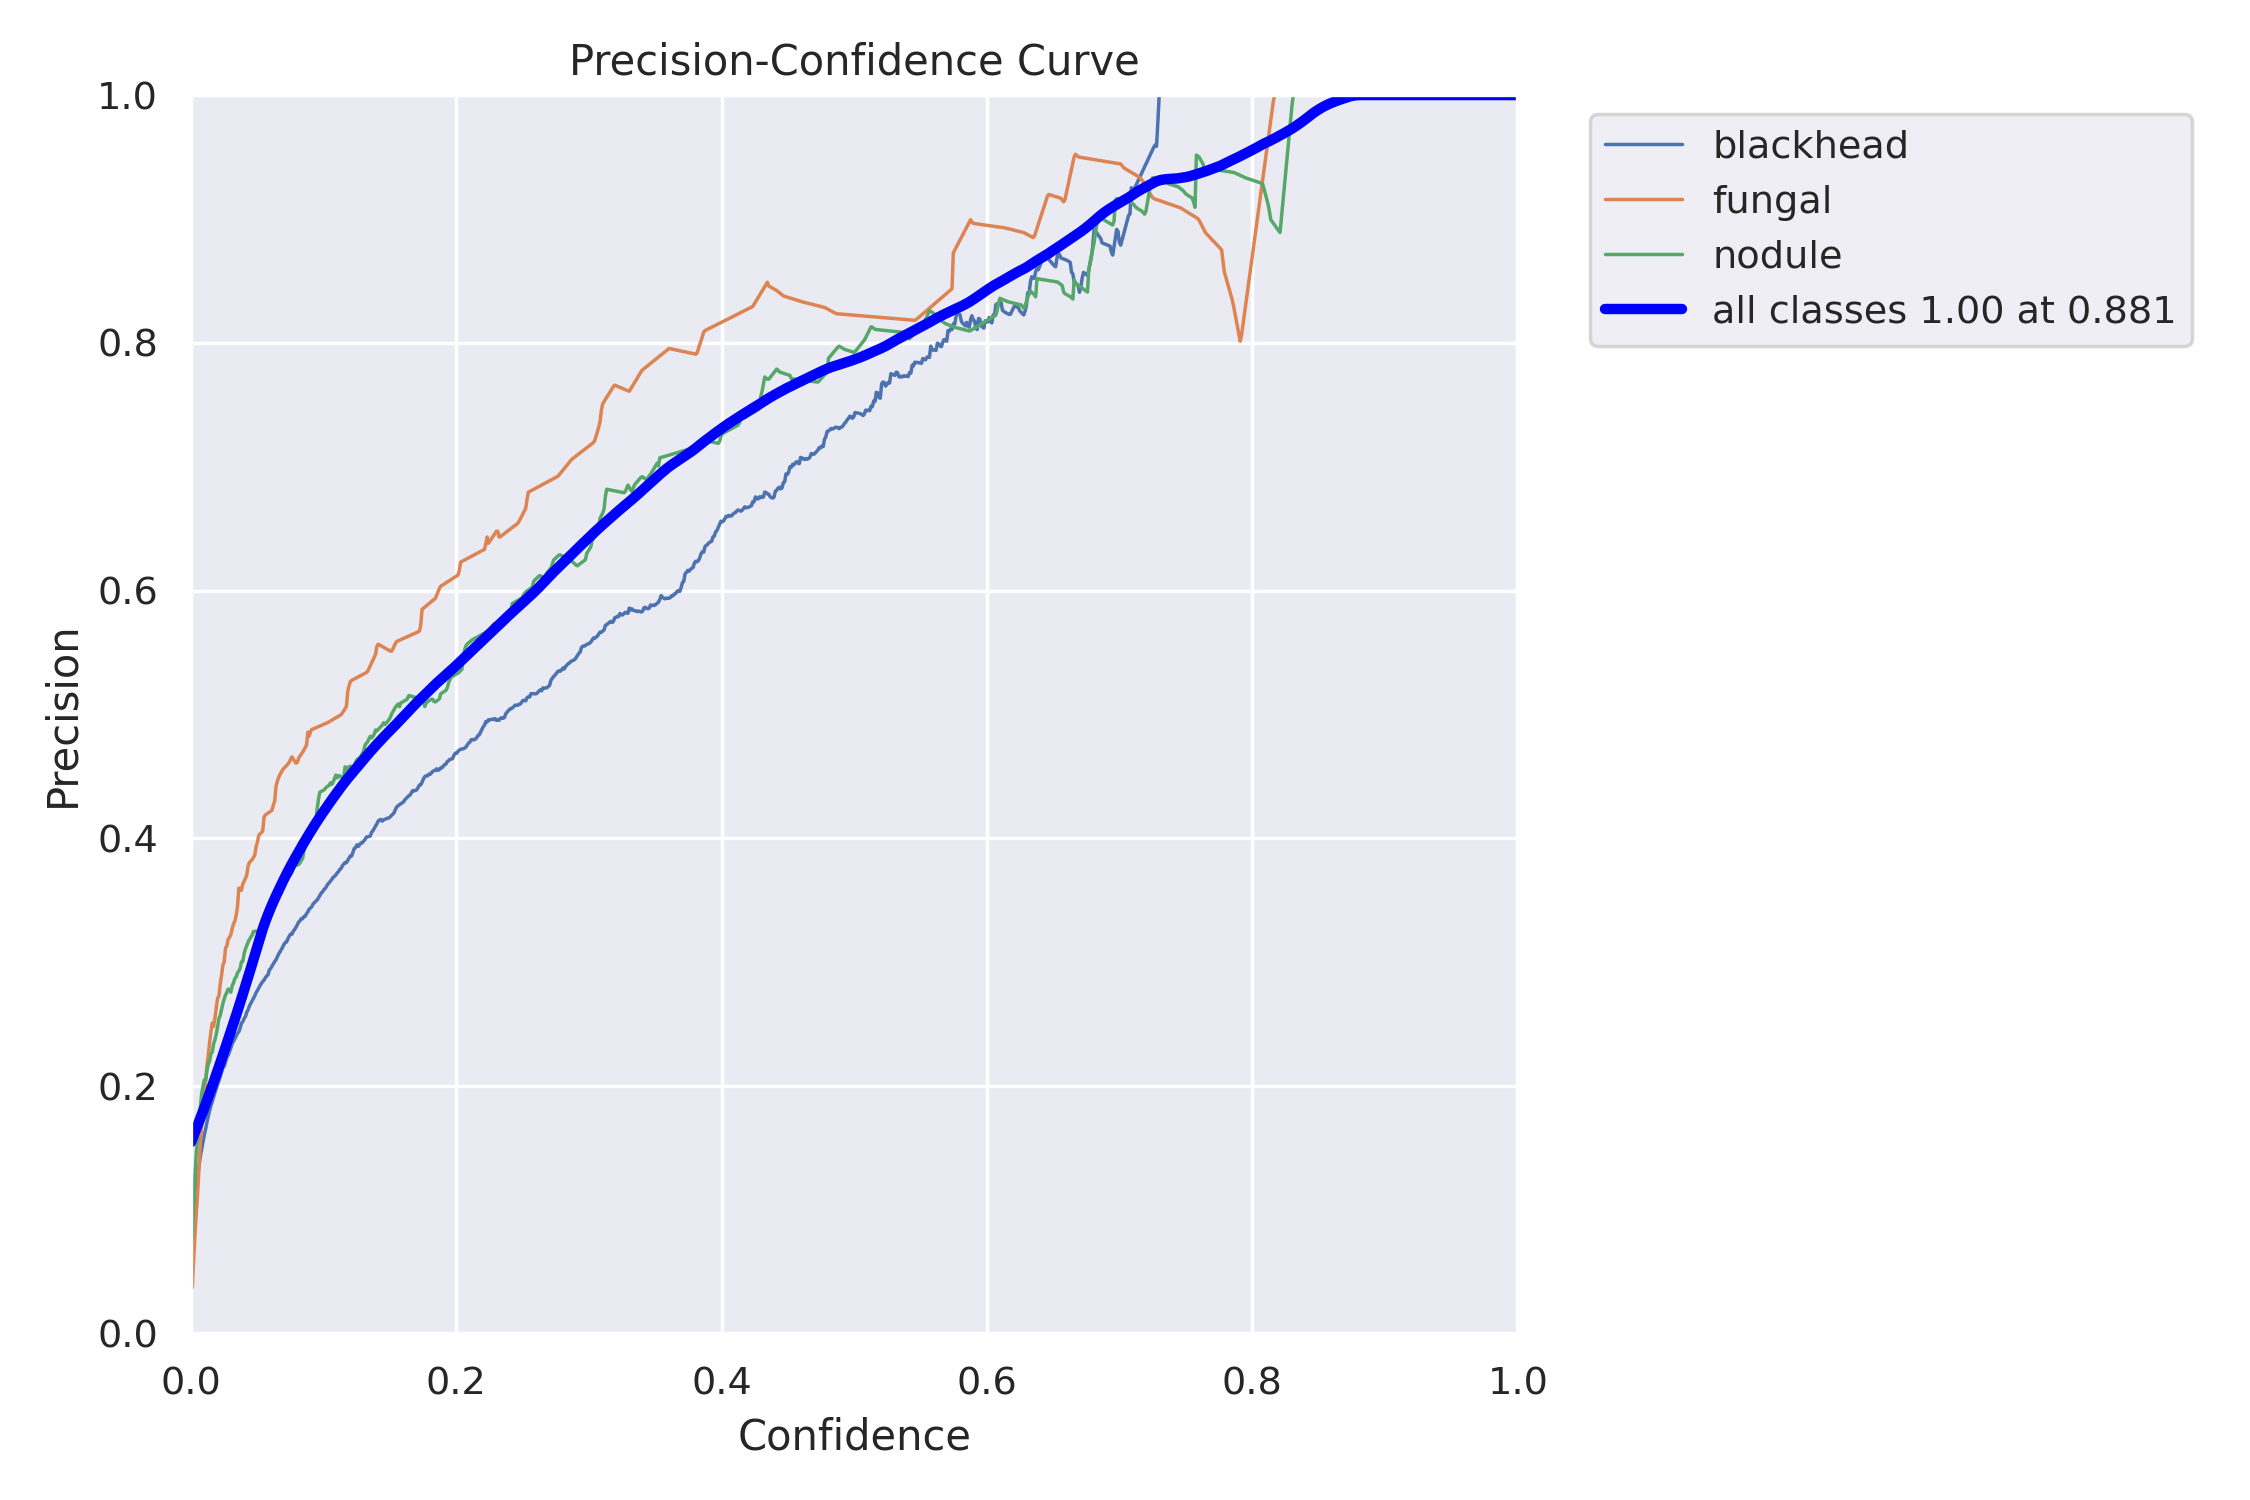 Precision-Confidence Curve
1.0
0.8
0.6
0.4
0.2
0.0
Precision
0.0 0.2 0.4 0.6 0.8 1.0
Confidence
blackhead
fungal
nodule
all classes 1.00 at 0.881